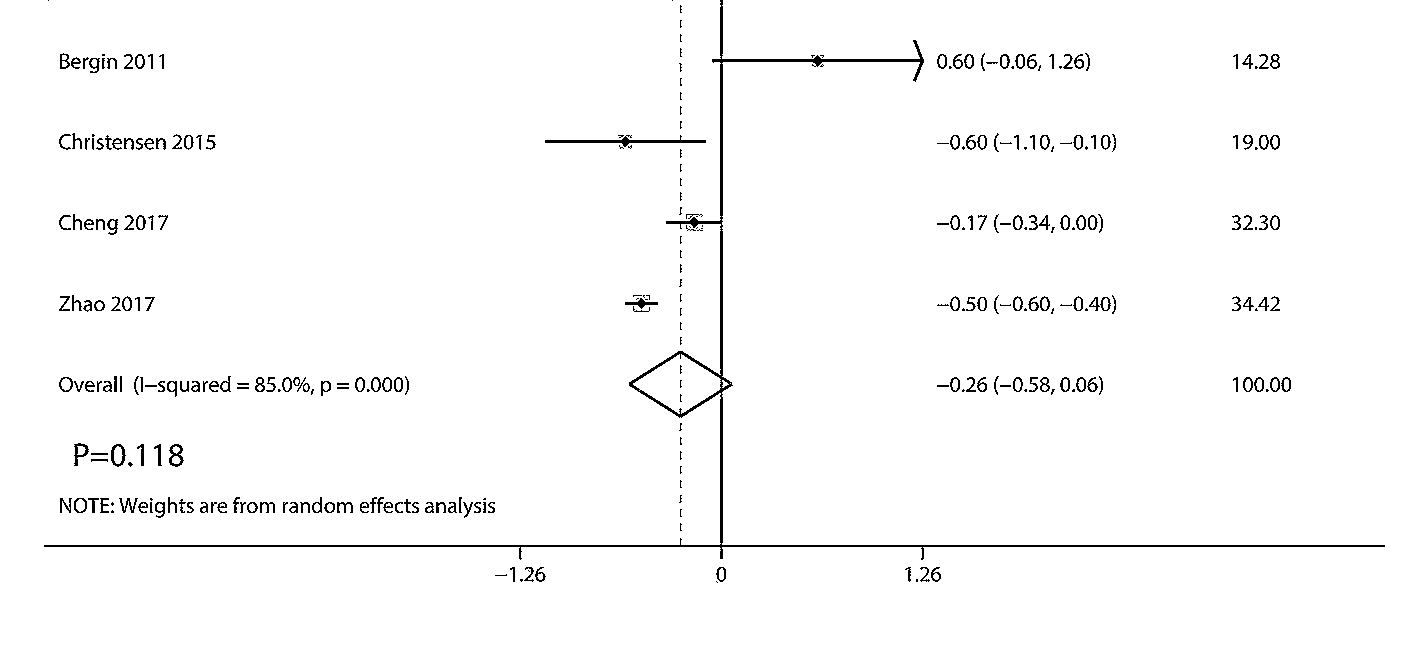 Bergin 2011 0.60 (−0.06, 1.26) 14.28
Christensen 2015 −0.60 (−1.10, −0.10) 19.00
Cheng 2017 −0.17 (−0.34, 0.00) 32.30
Zhao 2017 −0.50 (−0.60, −0.40) 34.42
Overall (I−squared = 85.0%, p = 0.000) −0.26 (−0.58, 0.06) 100.00
P=0.118
NOTE: Weights are from random effects analysis
−1.26 0 1.26